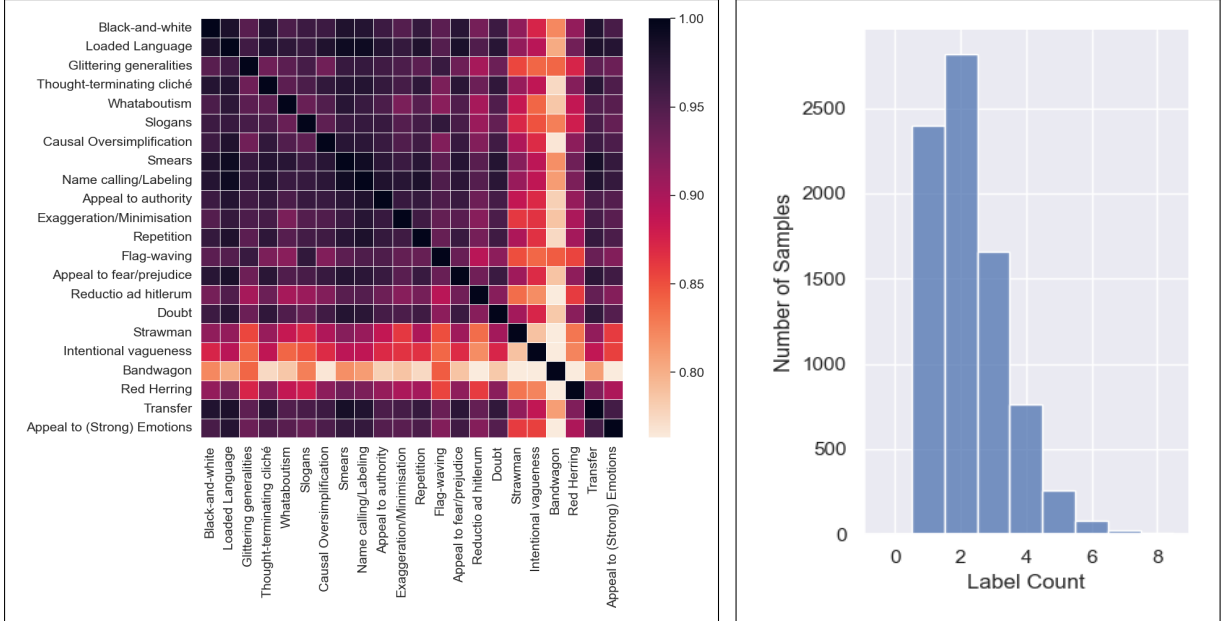 Black-and-white
Loaded Language
Glittering generalities
Thought-terminating cliché
Whataboutism
Slogans
Causal Oversimplification
Smears
Name calling/Labeling
Appeal to authority
Exaggeration/Minimisation
Repetition
Flag-waving
Appeal to fear/prejudice
Reductio ad hitlerum
Doubt
Strawman
Intentional vagueness
Bandwagon
Red Herring
Transfer
Appeal to (Strong) Emotions
Black-and-white
Loaded Language
Glittering generalities
Thought-terminating cliché
Whataboutism
Slogans
Causal Oversimplification
Smears
Name calling/Labeling
Appeal to authority
Exaggeration/Minimisation
Repetition
Flag-waving
Appeal to fear/prejudice
Reductio ad hitlerum
Doubt
Strawman
Intentional vagueness
Bandwagon
Red Herring
Transfer
Appeal to (Strong) Emotions
1.00
0.95
0.90
0.85
0.80
Number of Samples
2500
2000
1500
1000
500
0
0 2 4 6 8
Label Count